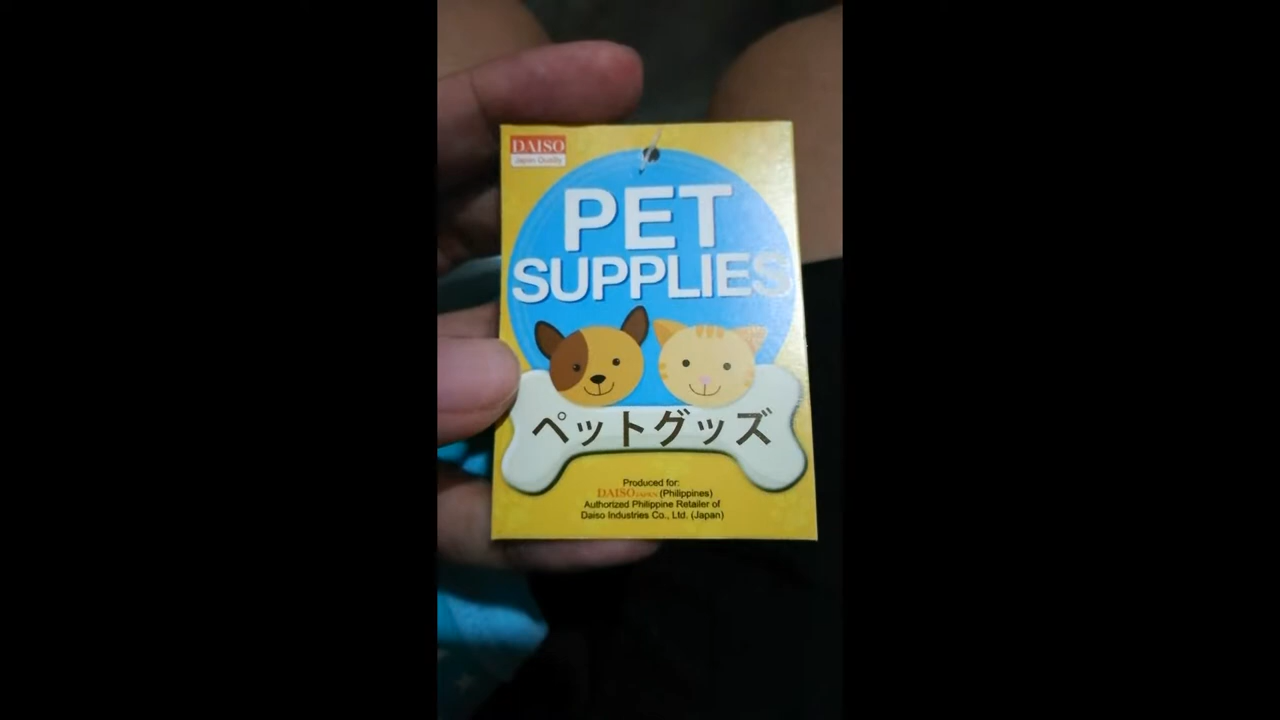 DAISO
Japan Quality
PET
SUPPLIES
ペットグッズ
Produced for:
DAISO JAPAN (Philippines)
Authorized Philippine Retailer of
Daiso Industries Co., Ltd. (Japan)